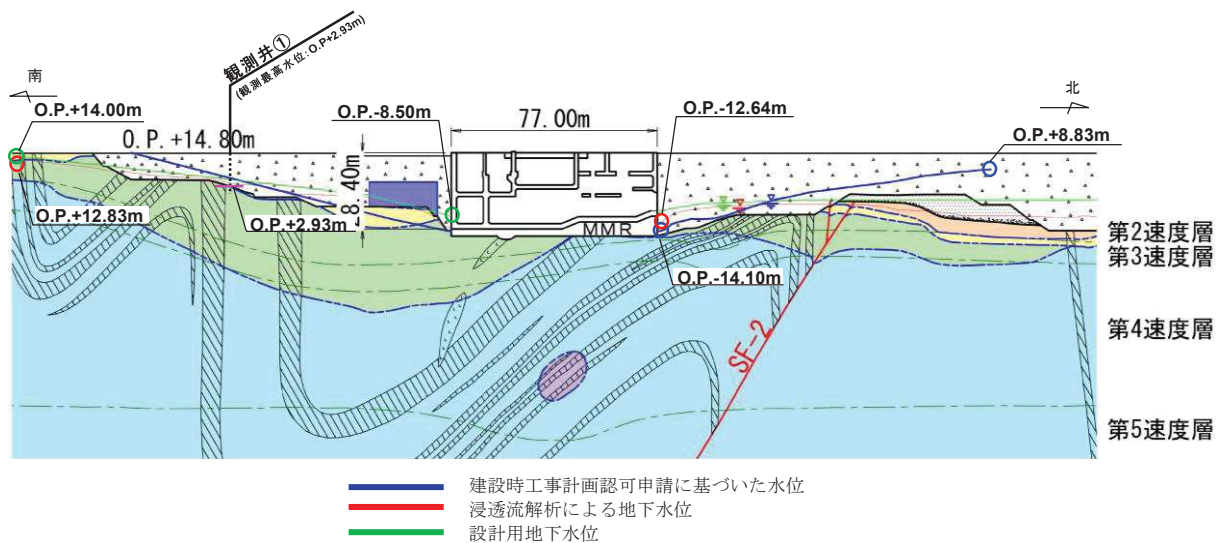 観測井①
(観測最高水位:O.P+2.93m)
南
北
O.P.+14.00m
O.P.-8.50m
77.00m
O.P.-12.64m
O.P.+8.83m
O.P.+14.80m
28.40m
O.P.+12.83m
O.P.+2.93m
MMR
O.P.-14.10m
第2速度層
第3速度層
第4速度層
第5速度層
SF-2
建設時工事計画認可申請に基づいた水位
浸透流解析による地下水位
設計用地下水位